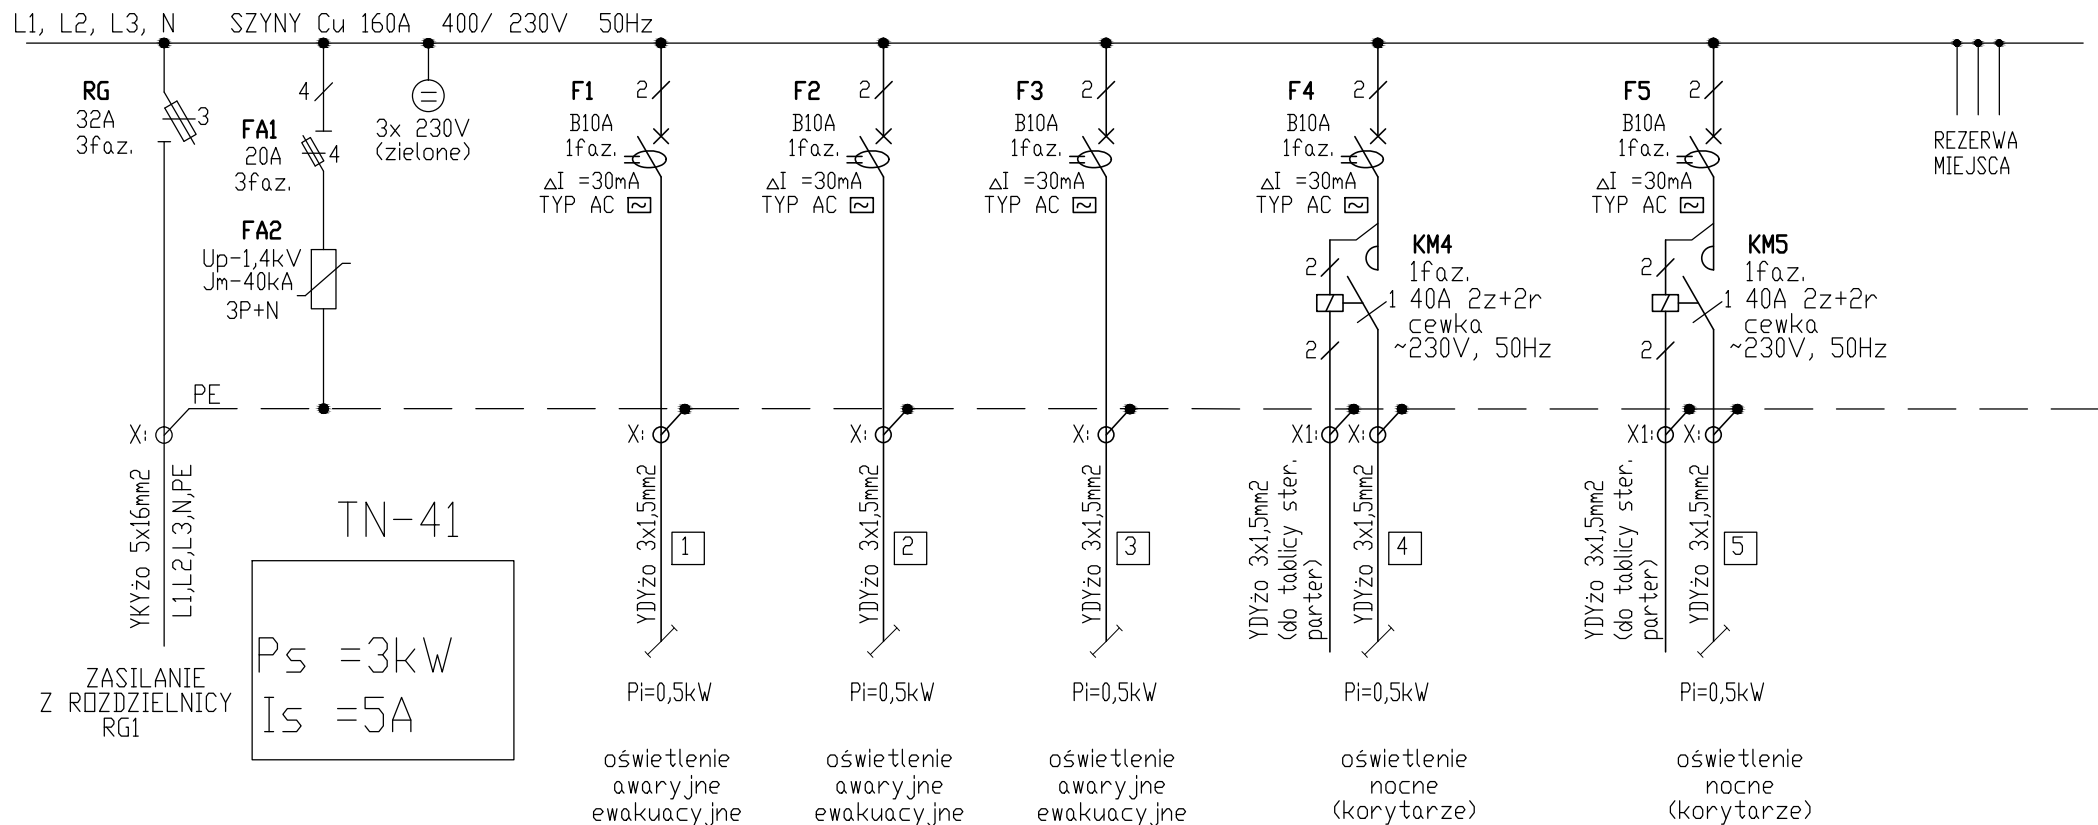 L1, L2, L3, N SZYNY Cu 160A 400/ 230V 50Hz
RG
32A
3faz.
3
4
FA1
20A
3faz.
4
FA2
Up-1,4kV
Jm-40kA
3P+N
3x 230V
(zielone)
F1
2
B10A
1faz.
ΔI =30mA
TYP AC
F2
2
B10A
1faz.
ΔI =30mA
TYP AC
F3
2
B10A
1faz.
ΔI =30mA
TYP AC
F4
2
B10A
1faz.
ΔI =30mA
TYP AC
KM4
1faz.
40A 2z+2r
cewka
~230V, 50Hz
2
1
2
F5
2
B10A
1faz.
ΔI =30mA
TYP AC
KM5
1faz.
40A 2z+2r
cewka
~230V, 50Hz
2
1
2
REZERWA
MIEJSCA
PE
X:
X:
X:
X:
X1:
X:
X1:
X:
YKYżo 5x16mm2
L1,L2,L3,N,PE
ZASILANIE
Z ROZDZIELNICY
RG1
TN-41
Ps =3kW
Is =5A
YDYżo 3x1,5mm2
1
Pi=0,5kW
oświetlenie
awaryjne
ewakuacyjne
YDYżo 3x1,5mm2
2
Pi=0,5kW
oświetlenie
awaryjne
ewakuacyjne
YDYżo 3x1,5mm2
3
Pi=0,5kW
oświetlenie
awaryjne
ewakuacyjne
YDYżo 3x1,5mm2
(do tablicy ster.
parter)
YDYżo 3x1,5mm2
4
Pi=0,5kW
oświetlenie
nocne
(korytarze)
YDYżo 3x1,5mm2
(do tablicy ster.
parter)
YDYżo 3x1,5mm2
5
Pi=0,5kW
oświetlenie
nocne
(korytarze)